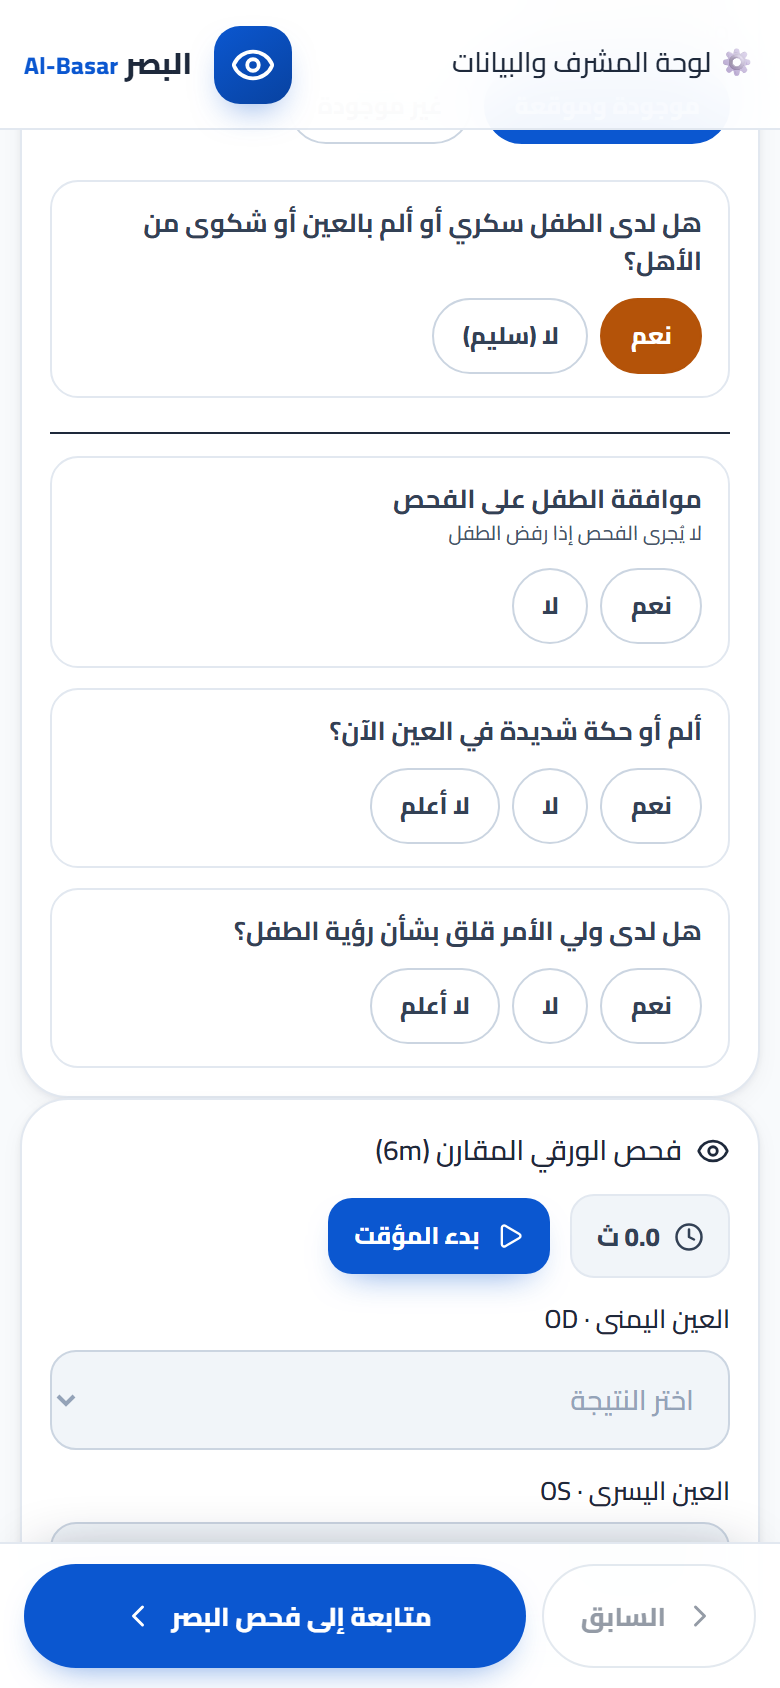 لوحة المشرف والبيانات
البصر Al-Basar
موجودة وموقعة
غير موجودة
هل لدى الطفل سكري أو ألم بالعين أو شكوى من
الأهل؟
نعم
لا (سليم)
موافقة الطفل على الفحص
لا يُجرى الفحص إذا رفض الطفل
نعم
لا
ألم أو حكة شديدة في العين الآن؟
نعم
لا
لا أعلم
هل لدى ولي الأمر قلق بشأن رؤية الطفل؟
نعم
لا
لا أعلم
فحص الورقي المقارن (6m)
0.0 ث
بدء المؤقت
العين اليمنى · OD
اختر النتيجة
العين اليسرى · OS
السابق
متابعة إلى فحص البصر